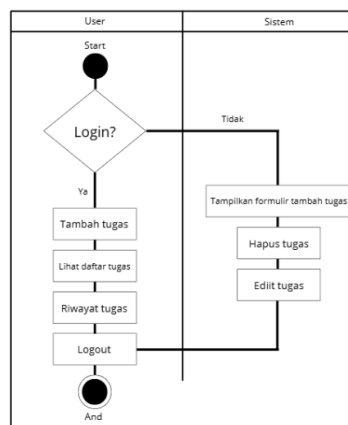 User
Sistem
Start
Login?
Tidak
Ya
Tambah tugas
Lihat daftar tugas
Riwayat tugas
Logout
And
Tampilkan formulir tambah tugas
Hapus tugas
Ediit tugas